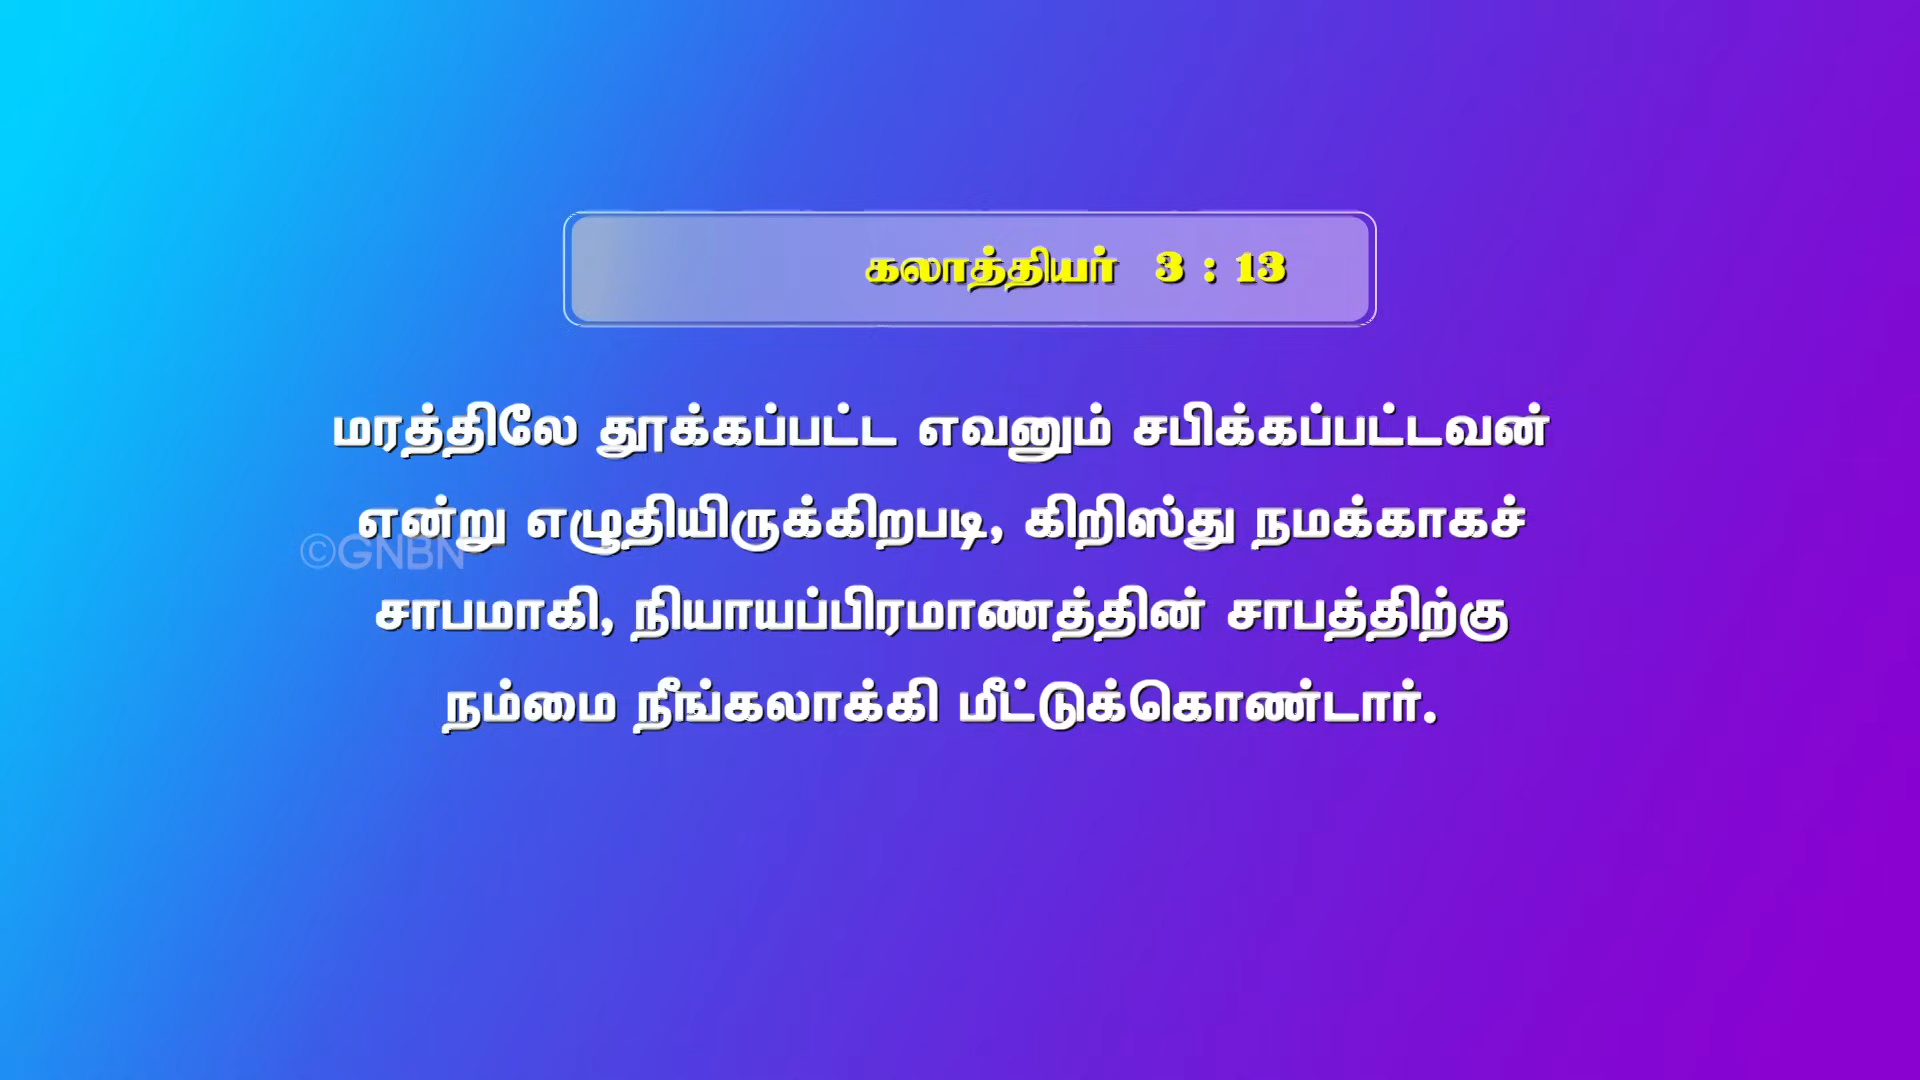 கலாத்தியர் 3 : 13
மரத்திலே தூக்கப்பட்ட எவனும் சபிக்கப்பட்டவன்
என்று எழுதியிருக்கிறபடி, கிறிஸ்து நமக்காகச்
©GNBN
சாபமாகி, நியாயப்பிரமாணத்தின் சாபத்திற்கு
நம்மை நீங்கலாக்கி மீட்டுக்கொண்டார்.